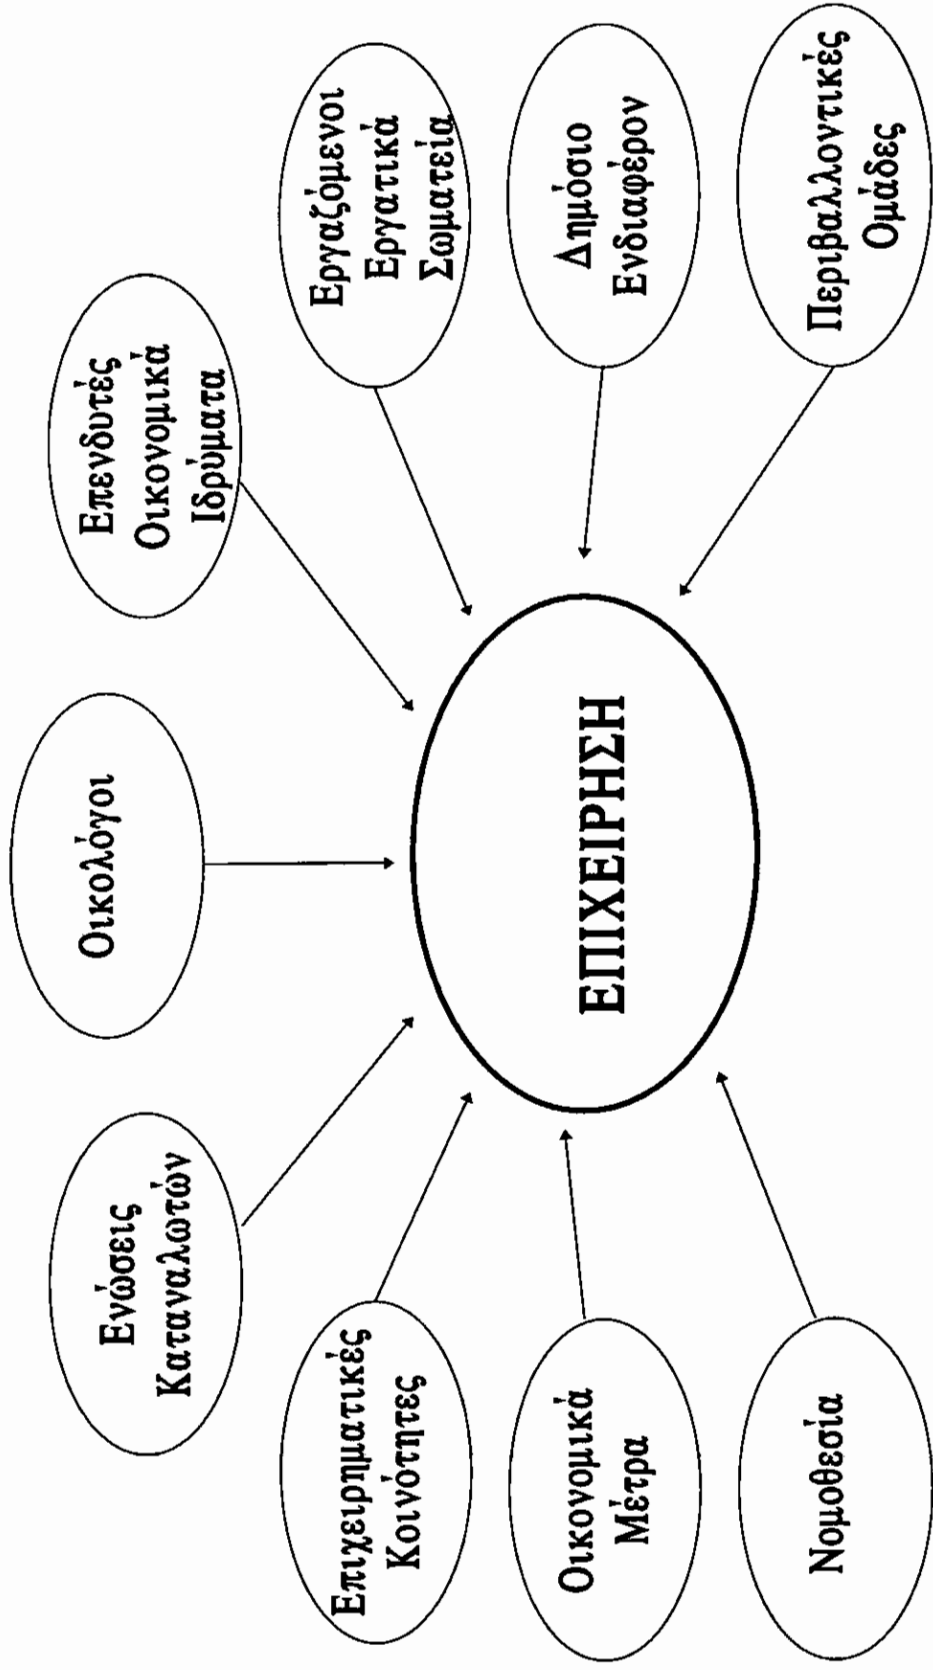 Οικολόγοι
Ενώσεις
Καταναλωτών
Επενδυτές
Οικονομικά
Ιδρύματα
Επιχειρηματικές
Κοινότητες
Εργαζόμενοι
Εργατικά
Σωματεία
Οικονομικά
Μέτρα
ΕΠΙΧΕΙΡΗΣΗ
Δημόσιο
Ενδιαφέρον
Νομοθεσία
Περιβαλλοντικές
Ομάδες